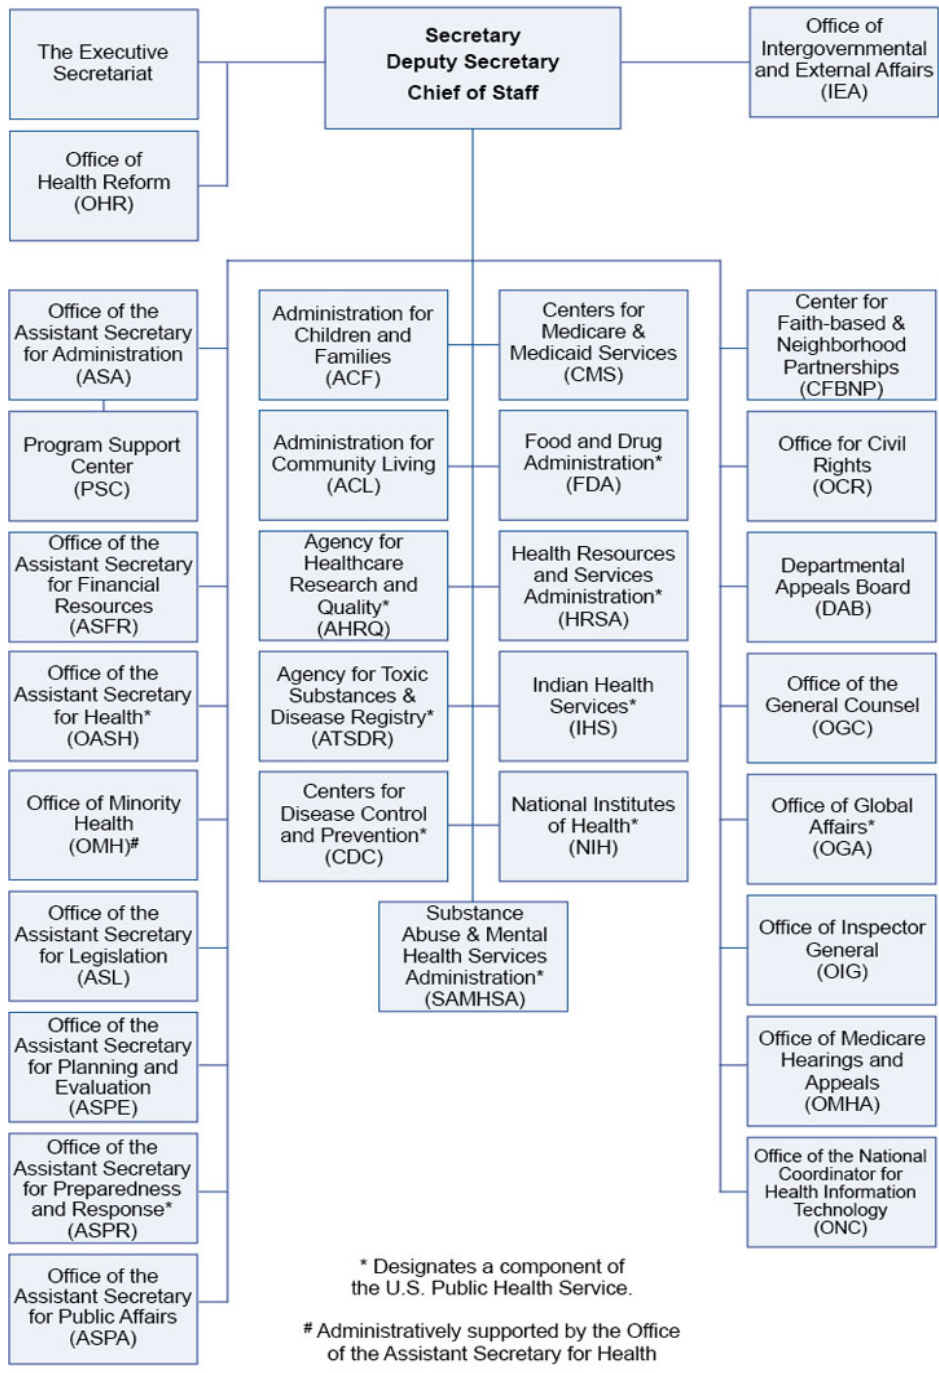 The Executive
Secretariat
Secretary
Deputy Secretary
Chief of Staff
Office of
Intergovernmental
and External Affairs
(IEA)
Office of
Health Reform
(OHR)
Office of the
Assistant Secretary
for Administration
(ASA)
Program Support
Center
(PSC)
Office of the
Assistant Secretary
for Financial
Resources
(ASFR)
Office of the
Assistant Secretary
for Health*
(OASH)
Office of Minority
Health
(OMH)#
Office of the
Assistant Secretary
for Legislation
(ASL)
Office of the
Assistant Secretary
for Planning and
Evaluation
(ASPE)
Office of the
Assistant Secretary
for Preparedness
and Response*
(ASPR)
Office of the
Assistant Secretary
for Public Affairs
(ASPA)
Administration for
Children and
Families
(ACF)
Administration for
Community Living
(ACL)
Agency for
Healthcare
Research and
Quality*
(AHRQ)
Agency for Toxic
Substances &
Disease Registry*
(ATSDR)
Centers for
Disease Control
and Prevention*
(CDC)
Centers for
Medicare &
Medicaid Services
(CMS)
Food and Drug
Administration*
(FDA)
Health Resources
and Services
Administration*
(HRSA)
Indian Health
Services*
(IHS)
National Institutes
of Health*
(NIH)
Substance
Abuse & Mental
Health Services
Administration*
(SAMHSA)
Center for
Faith-based &
Neighborhood
Partnerships
(CFBNP)
Office for Civil
Rights
(OCR)
Departmental
Appeals Board
(DAB)
Office of the
General Counsel
(OGC)
Office of Global
Affairs*
(OGA)
Office of Inspector
General
(OIG)
Office of Medicare
Hearings and
Appeals
(OMHA)
Office of the National
Coordinator for
Health Information
Technology
(ONC)
* Designates a component of
the U.S. Public Health Service.
# Administratively supported by the Office
of the Assistant Secretary for Health